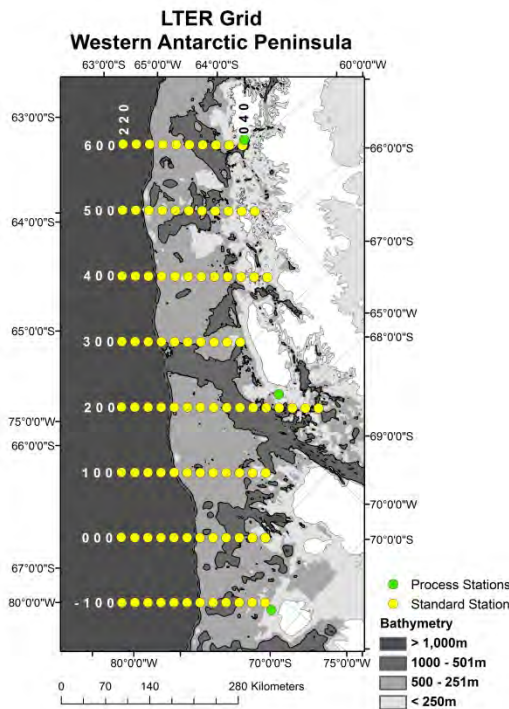 LTER Grid
Western Antarctic Peninsula
63°0'0"S 65°0'0"W 64°0'0"S 60°0'0"W
63°0'0"S
220
040
600
66°0'0"S
500
64°0'0"S
67°0'0"S
400
65°0'0"W
65°0'0"S
300
68°0'0"S
200
75°0'0"W
66°0'0"S
69°0'0"S
100
70°0'0"W
000
70°0'0"S
67°0'0"S
80°0'0"W
-100
80°0'0"W 70°0'0"S 75°0'0"W
Process Stations
Standard Station
Bathymetry
> 1,000m
1000 - 501m
500 - 251m
< 250m
0 70 140 280 Kilometers